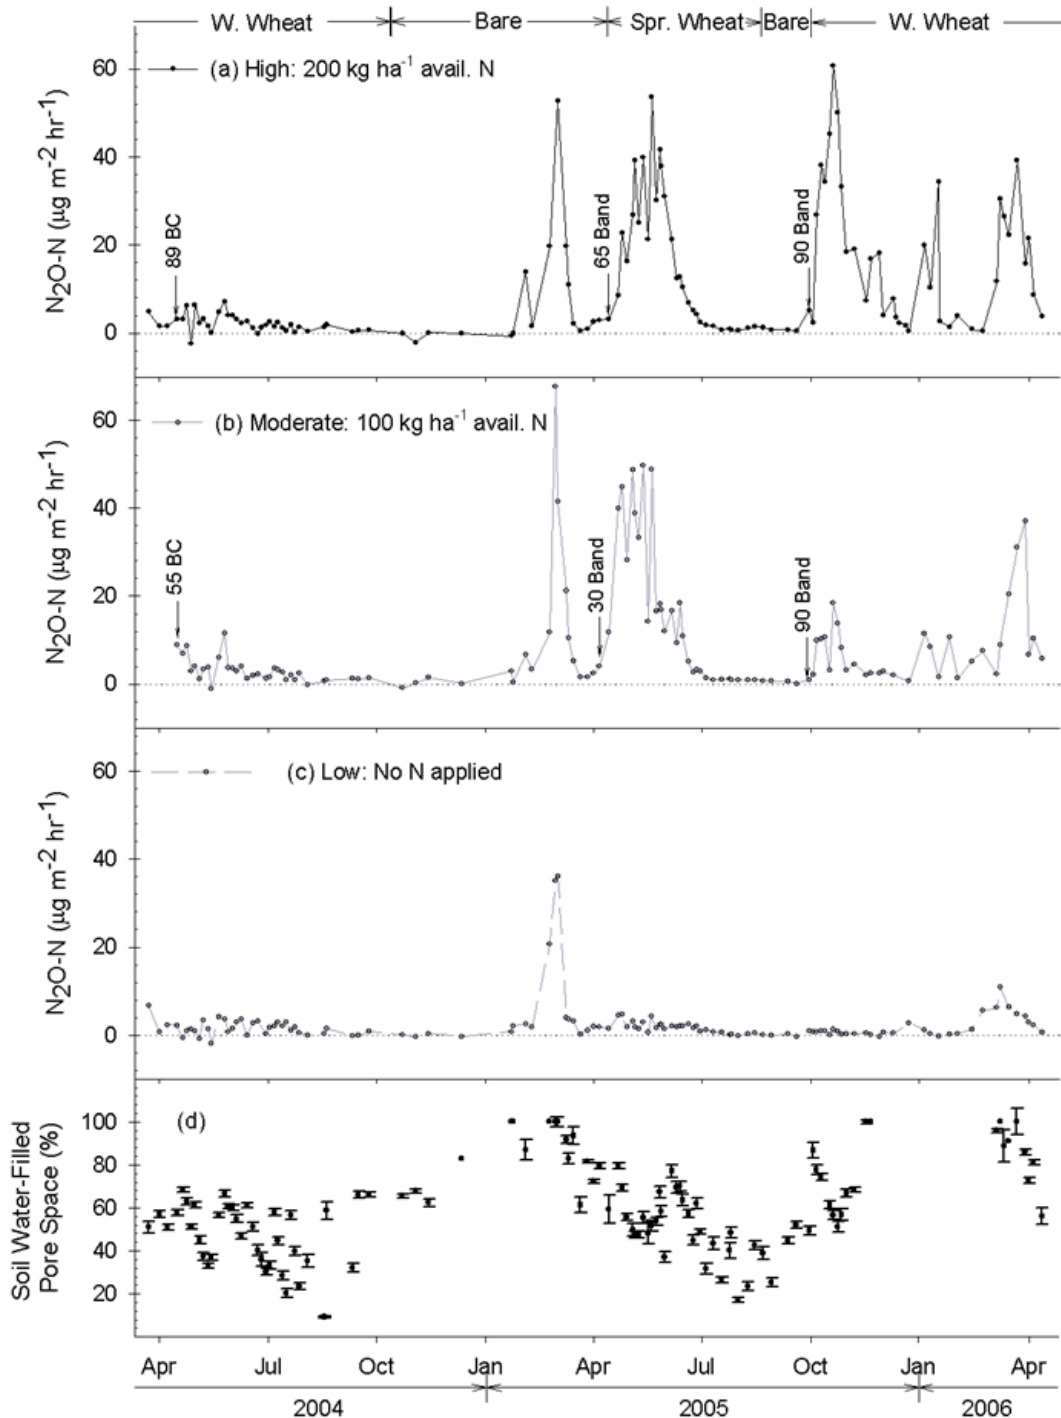 W. Wheat Bare Spr. Wheat Bare W. Wheat
(a) High: 200 kg ha-1 avail. N
60
40
20
0
N2O-N (µg m-2 hr-1)
89 BC
65 Band
90 Band
(b) Moderate: 100 kg ha-1 avail. N
60
40
20
0
N2O-N (µg m-2 hr-1)
55 BC
30 Band
90 Band
(c) Low: No N applied
60
40
20
0
N2O-N (µg m-2 hr-1)
(d)
100
80
60
40
20
Soil Water-Filled
Pore Space (%)
Apr Jul Oct Jan Apr Jul Oct Jan Apr
2004 2005 2006